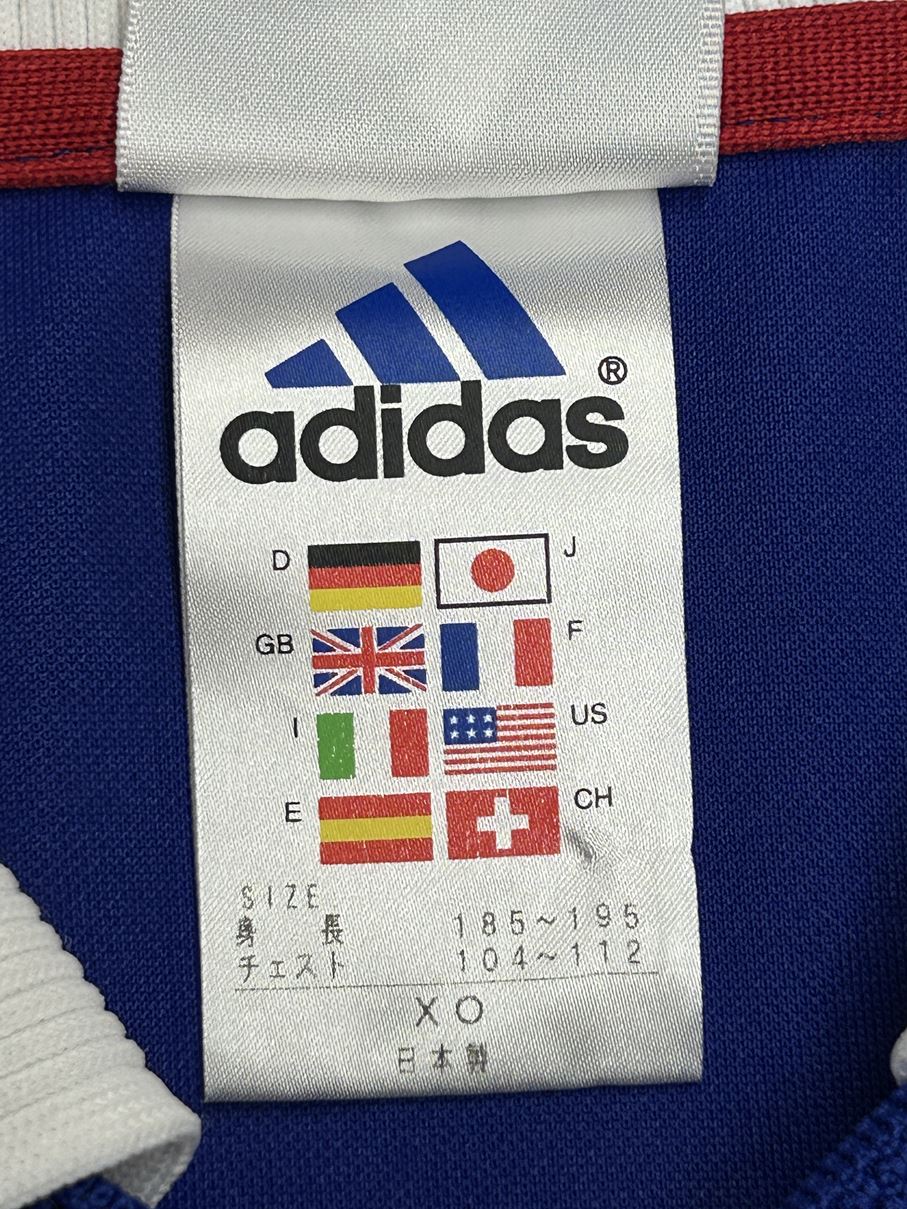 adidas®
D J
GB F
I US
E CH
SIZE
身長 185~195
チェスト 104~112
XO
日本製